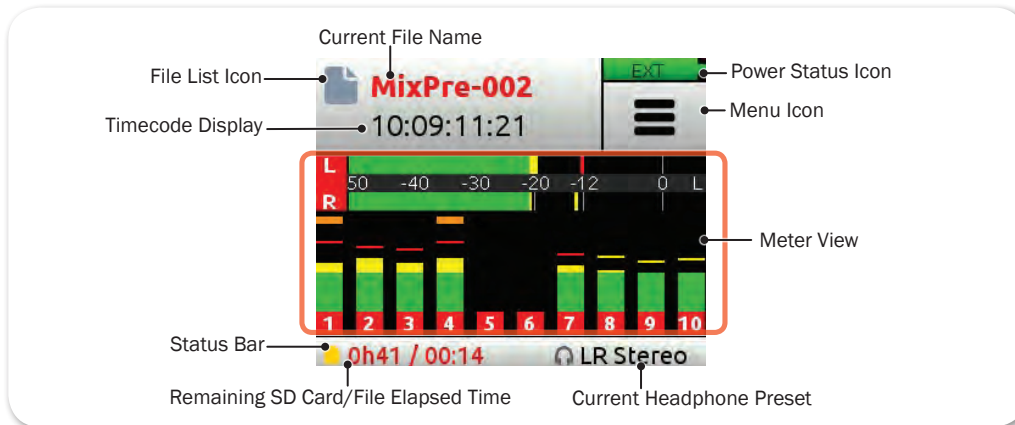 Current File Name
File List Icon
MixPre-002
EXT
Power Status Icon
Menu Icon
Timecode Display
10:09:11:21
L
50 -40 -30 -20 -12 0 L
R
Meter View
1 2 3 4 5 6 7 8 9 10
Status Bar
0h41 / 00:14
LR Stereo
Remaining SD Card/File Elapsed Time
Current Headphone Preset